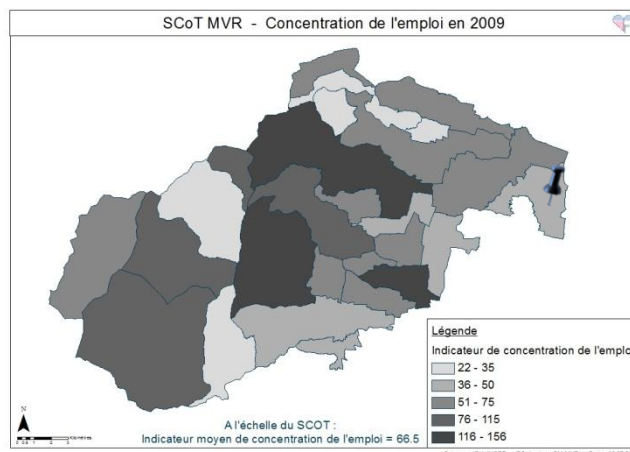 SCoT MVR - Concentration de l'emploi en 2009
Légende
Indicateur de concentration de l'emploi
22 - 35
36 - 50
51 - 75
76 - 115
116 - 156
N
A l'échelle du SCOT :
Indicateur moyen de concentration de l'emploi = 66.5